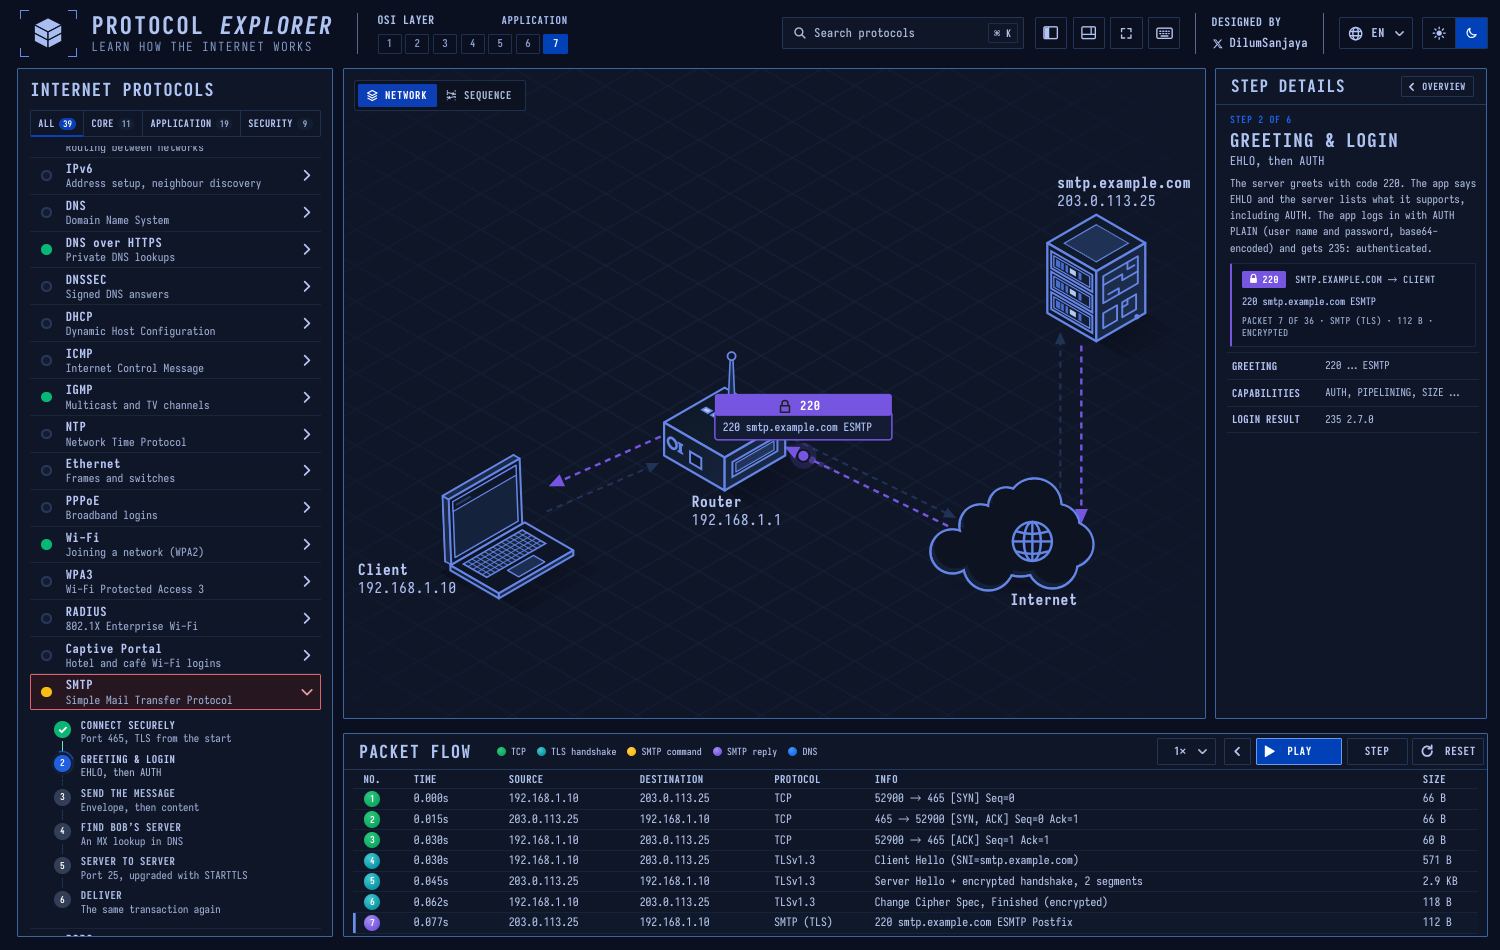 PROTOCOL EXPLORER
LEARN HOW THE INTERNET WORKS
OSI LAYER APPLICATION
1 2 3 4 5 6 7
Search protocols ⌘ K
DESIGNED BY
DilumSanjaya
EN
INTERNET PROTOCOLS
ALL 39 CORE 11 APPLICATION 19 SECURITY 9
Routing between networks
IPv6
Address setup, neighbour discovery
DNS
Domain Name System
DNS over HTTPS
Private DNS lookups
DNSSEC
Signed DNS answers
DHCP
Dynamic Host Configuration
ICMP
Internet Control Message
IGMP
Multicast and TV channels
NTP
Network Time Protocol
Ethernet
Frames and switches
PPPoE
Broadband logins
Wi-Fi
Joining a network (WPA2)
WPA3
Wi-Fi Protected Access 3
RADIUS
802.1X Enterprise Wi-Fi
Captive Portal
Hotel and café Wi-Fi logins
SMTP
Simple Mail Transfer Protocol
CONNECT SECURELY
Port 465, TLS from the start
2 GREETING & LOGIN
EHLO, then AUTH
3 SEND THE MESSAGE
Envelope, then content
4 FIND BOB'S SERVER
An MX lookup in DNS
5 SERVER TO SERVER
Port 25, upgraded with STARTTLS
6 DELIVER
The same transaction again
NETWORK SEQUENCE
smtp.example.com
203.0.113.25
220
220 smtp.example.com ESMTP
Router
192.168.1.1
Client
192.168.1.10
Internet
STEP DETAILS
OVERVIEW
STEP 2 OF 6
GREETING & LOGIN
EHLO, then AUTH
The server greets with code 220. The app says
EHLO and the server lists what it supports,
including AUTH. The app logs in with AUTH
PLAIN (user name and password, base64-
encoded) and gets 235: authenticated.
220 SMTP.EXAMPLE.COM → CLIENT
220 smtp.example.com ESMTP
PACKET 7 OF 36 · SMTP (TLS) · 112 B ·
ENCRYPTED
GREETING 220 … ESMTP
CAPABILITIES AUTH, PIPELINING, SIZE …
LOGIN RESULT 235 2.7.0
PACKET FLOW
TCP TLS handshake SMTP command SMTP reply DNS
1× PLAY STEP RESET
NO. TIME SOURCE DESTINATION PROTOCOL INFO SIZE
1 0.000s 192.168.1.10 203.0.113.25 TCP 52900 → 465 [SYN] Seq=0 66 B
2 0.015s 203.0.113.25 192.168.1.10 TCP 465 → 52900 [SYN, ACK] Seq=0 Ack=1 66 B
3 0.030s 192.168.1.10 203.0.113.25 TCP 52900 → 465 [ACK] Seq=1 Ack=1 60 B
4 0.030s 192.168.1.10 203.0.113.25 TLSv1.3 Client Hello (SNI=smtp.example.com) 571 B
5 0.045s 203.0.113.25 192.168.1.10 TLSv1.3 Server Hello + encrypted handshake, 2 segments 2.9 KB
6 0.062s 192.168.1.10 203.0.113.25 TLSv1.3 Change Cipher Spec, Finished (encrypted) 118 B
7 0.077s 203.0.113.25 192.168.1.10 SMTP (TLS) 220 smtp.example.com ESMTP Postfix 112 B